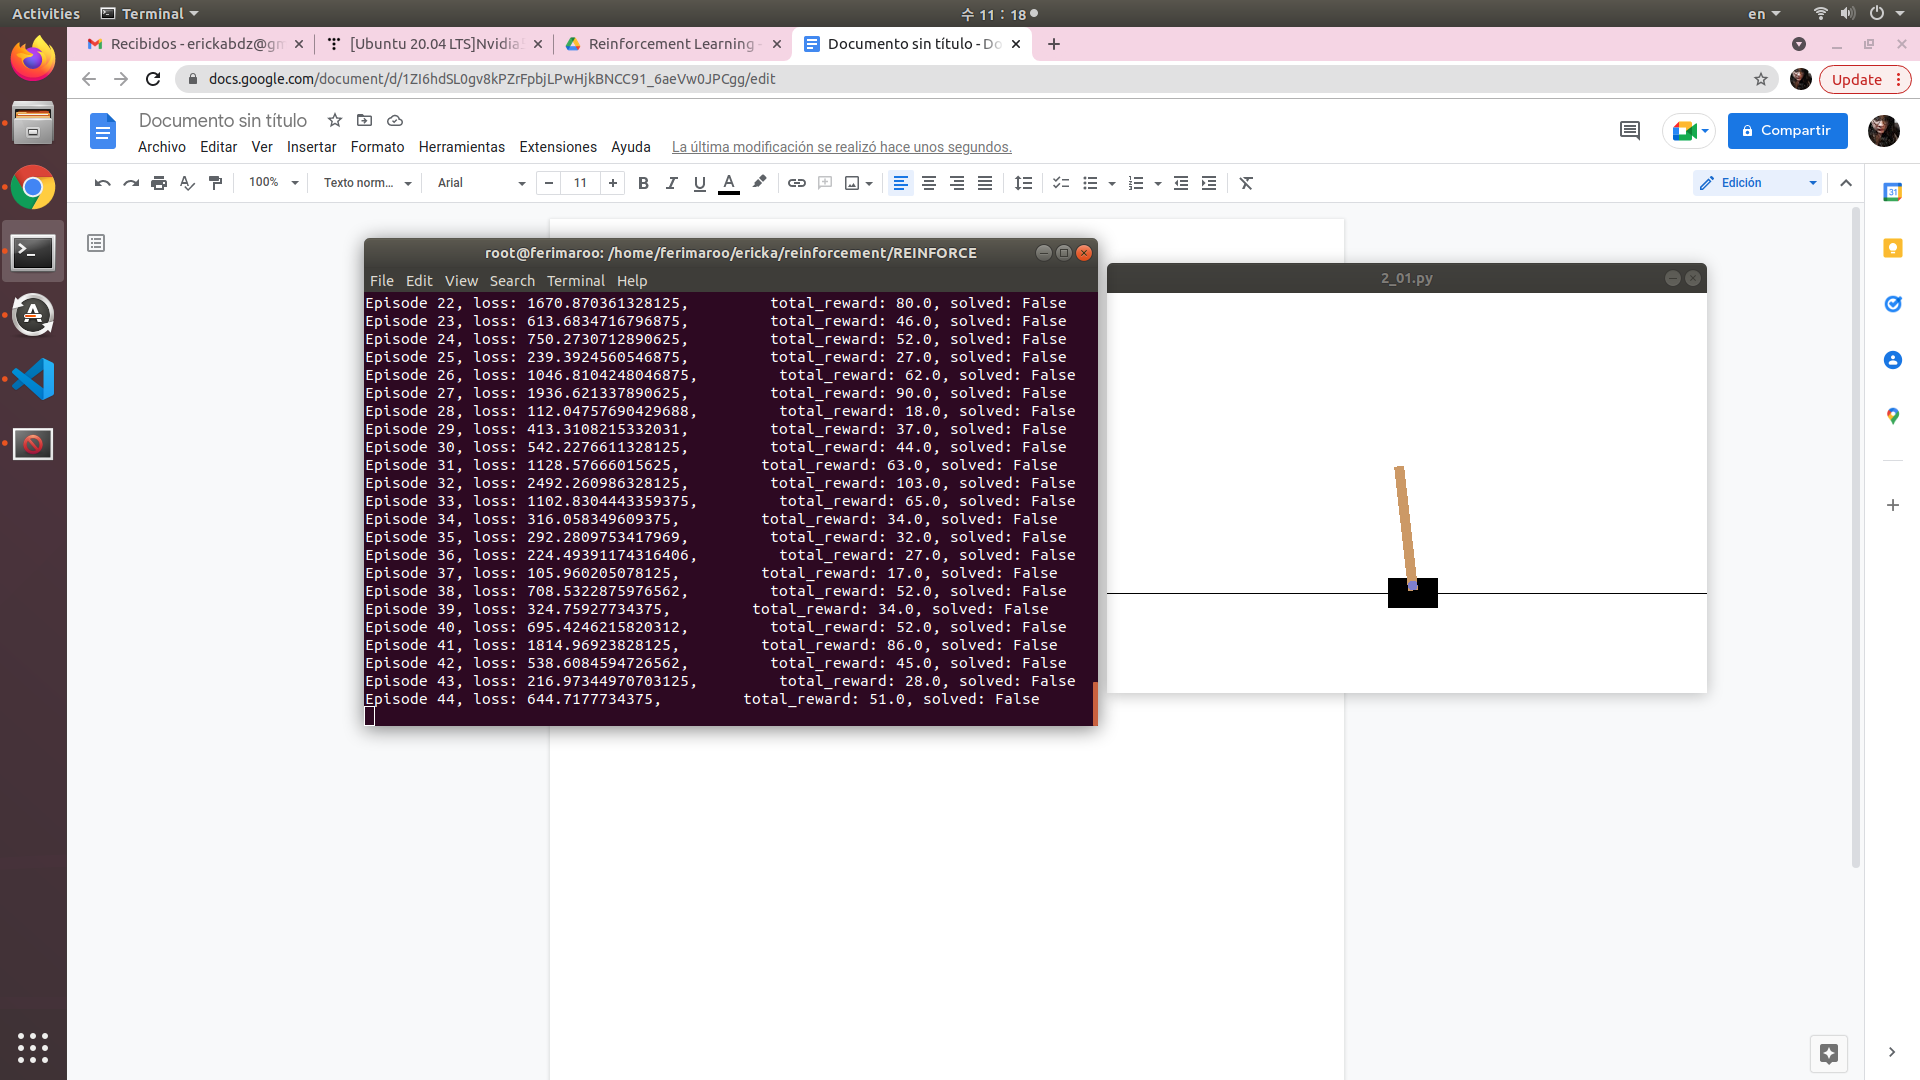 Activities
Terminal
수 11 : 18
en
Recibidos - erickabdz@gm
[Ubuntu 20.04 LTS]Nvidia
Reinforcement Learning -
Documento sin título - Do
docs.google.com/document/d/1ZI6hdSL0gv8kPZrFpbjLPwHjkBNCC91_6aeVw0JPCgg/edit
Update
Documento sin título
Archivo Editar Ver Insertar Formato Herramientas Extensiones Ayuda La última modificación se realizó hace unos segundos.
Compartir
100% Texto norm... Arial 11 B I U A Edición
31
root@ferimaroo: /home/ferimaroo/ericka/reinforcement/REINFORCE
File Edit View Search Terminal Help
Episode 22, loss: 1670.870361328125, total_reward: 80.0, solved: False
Episode 23, loss: 613.6834716796875, total_reward: 46.0, solved: False
Episode 24, loss: 750.2730712890625, total_reward: 52.0, solved: False
Episode 25, loss: 239.3924560546875, total_reward: 27.0, solved: False
Episode 26, loss: 1046.8104248046875, total_reward: 62.0, solved: False
Episode 27, loss: 1936.621337890625, total_reward: 90.0, solved: False
Episode 28, loss: 112.04757690429688, total_reward: 18.0, solved: False
Episode 29, loss: 413.3108215332031, total_reward: 37.0, solved: False
Episode 30, loss: 542.2276611328125, total_reward: 44.0, solved: False
Episode 31, loss: 1128.57666015625, total_reward: 63.0, solved: False
Episode 32, loss: 2492.260986328125, total_reward: 103.0, solved: False
Episode 33, loss: 1102.8304443359375, total_reward: 65.0, solved: False
Episode 34, loss: 316.058349609375, total_reward: 34.0, solved: False
Episode 35, loss: 292.2809753417969, total_reward: 32.0, solved: False
Episode 36, loss: 224.49391174316406, total_reward: 27.0, solved: False
Episode 37, loss: 105.960205078125, total_reward: 17.0, solved: False
Episode 38, loss: 708.5322875976562, total_reward: 52.0, solved: False
Episode 39, loss: 324.75927734375, total_reward: 34.0, solved: False
Episode 40, loss: 695.4246215820312, total_reward: 52.0, solved: False
Episode 41, loss: 1814.96923828125, total_reward: 86.0, solved: False
Episode 42, loss: 538.6084594726562, total_reward: 45.0, solved: False
Episode 43, loss: 216.97344970703125, total_reward: 28.0, solved: False
Episode 44, loss: 644.7177734375, total_reward: 51.0, solved: False
2_01.py